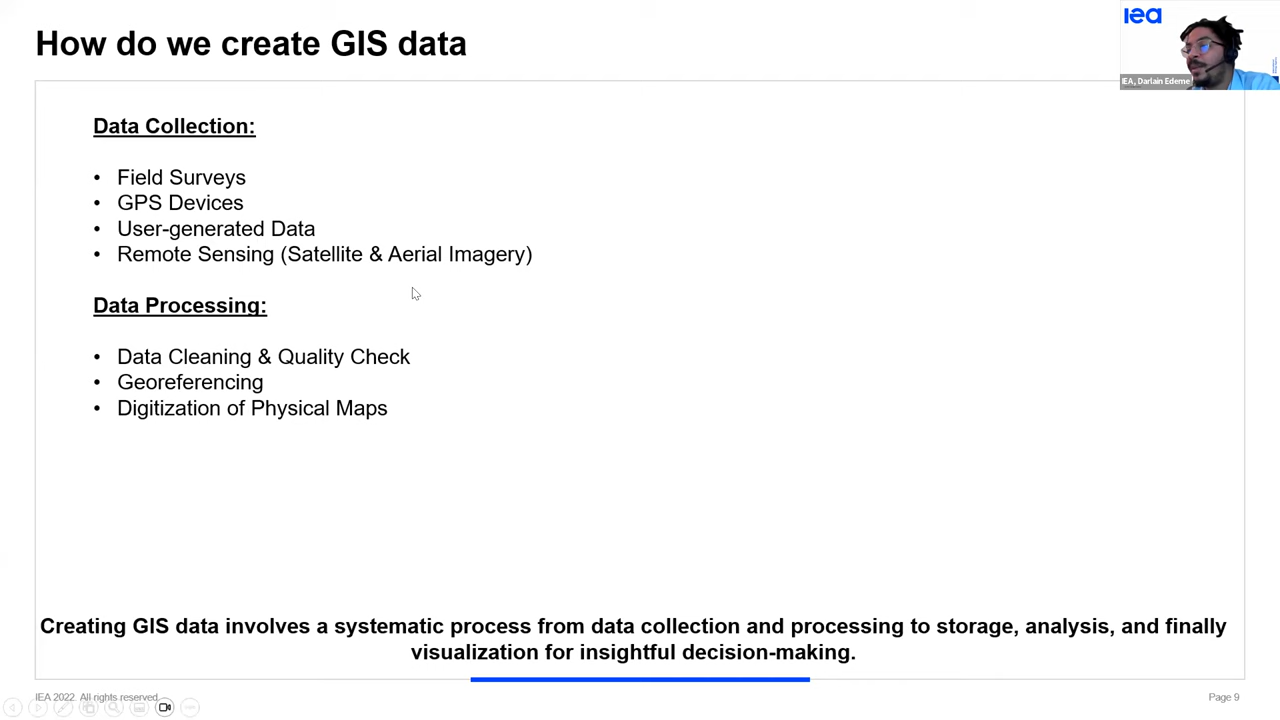 How do we create GIS data
iea
IEA, Darlain Edeme
Data Collection:
• Field Surveys
• GPS Devices
• User-generated Data
• Remote Sensing (Satellite & Aerial Imagery)
Data Processing:
• Data Cleaning & Quality Check
• Georeferencing
• Digitization of Physical Maps
Creating GIS data involves a systematic process from data collection and processing to storage, analysis, and finally
visualization for insightful decision-making.
IEA 2022. All rights reserved.
Page 9